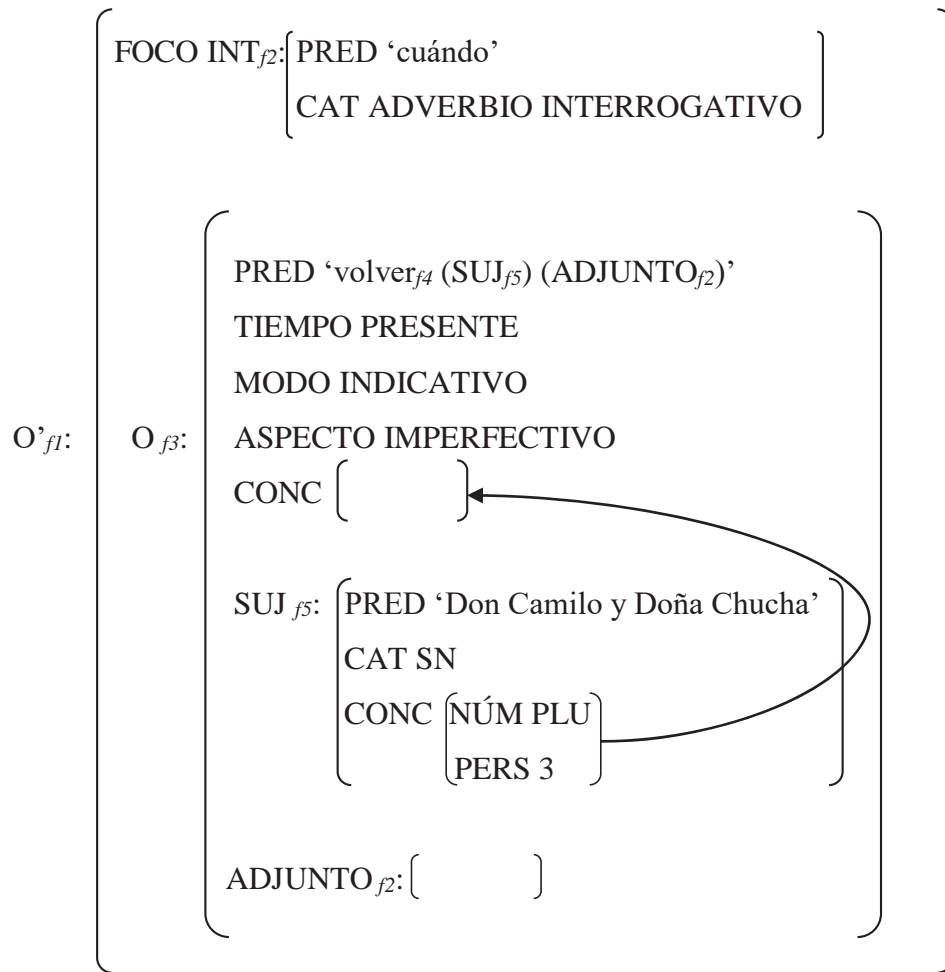 FOCO INTf2: PRED ‘cuándo’
CAT ADVERBIO INTERROGATIVO
PRED ‘volverf4 (SUJf5) (ADJUNTOf2)’
TIEMPO PRESENTE
MODO INDICATIVO
O’f1: O f3: ASPECTO IMPERFECTIVO
CONC
SUJ f5: PRED ‘Don Camilo y Doña Chucha’
CAT SN
CONC NÚM PLU
PERS 3
ADJUNTO f2: